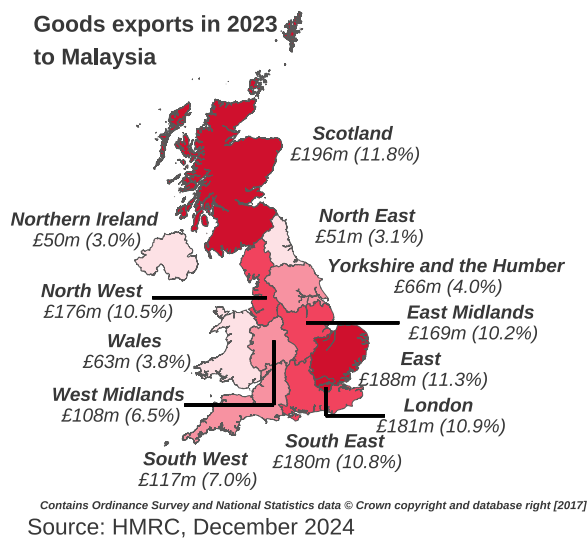 Goods exports in 2023
to Malaysia
Scotland
£196m (11.8%)
Northern Ireland
£50m (3.0%)
North East
£51m (3.1%)
Yorkshire and the Humber
£66m (4.0%)
North West
£176m (10.5%)
East Midlands
£169m (10.2%)
Wales
£63m (3.8%)
East
£188m (11.3%)
West Midlands
£108m (6.5%)
London
£181m (10.9%)
South East
£180m (10.8%)
South West
£117m (7.0%)
Contains Ordinance Survey and National Statistics data © Crown copyright and database right [2017]
Source: HMRC, December 2024